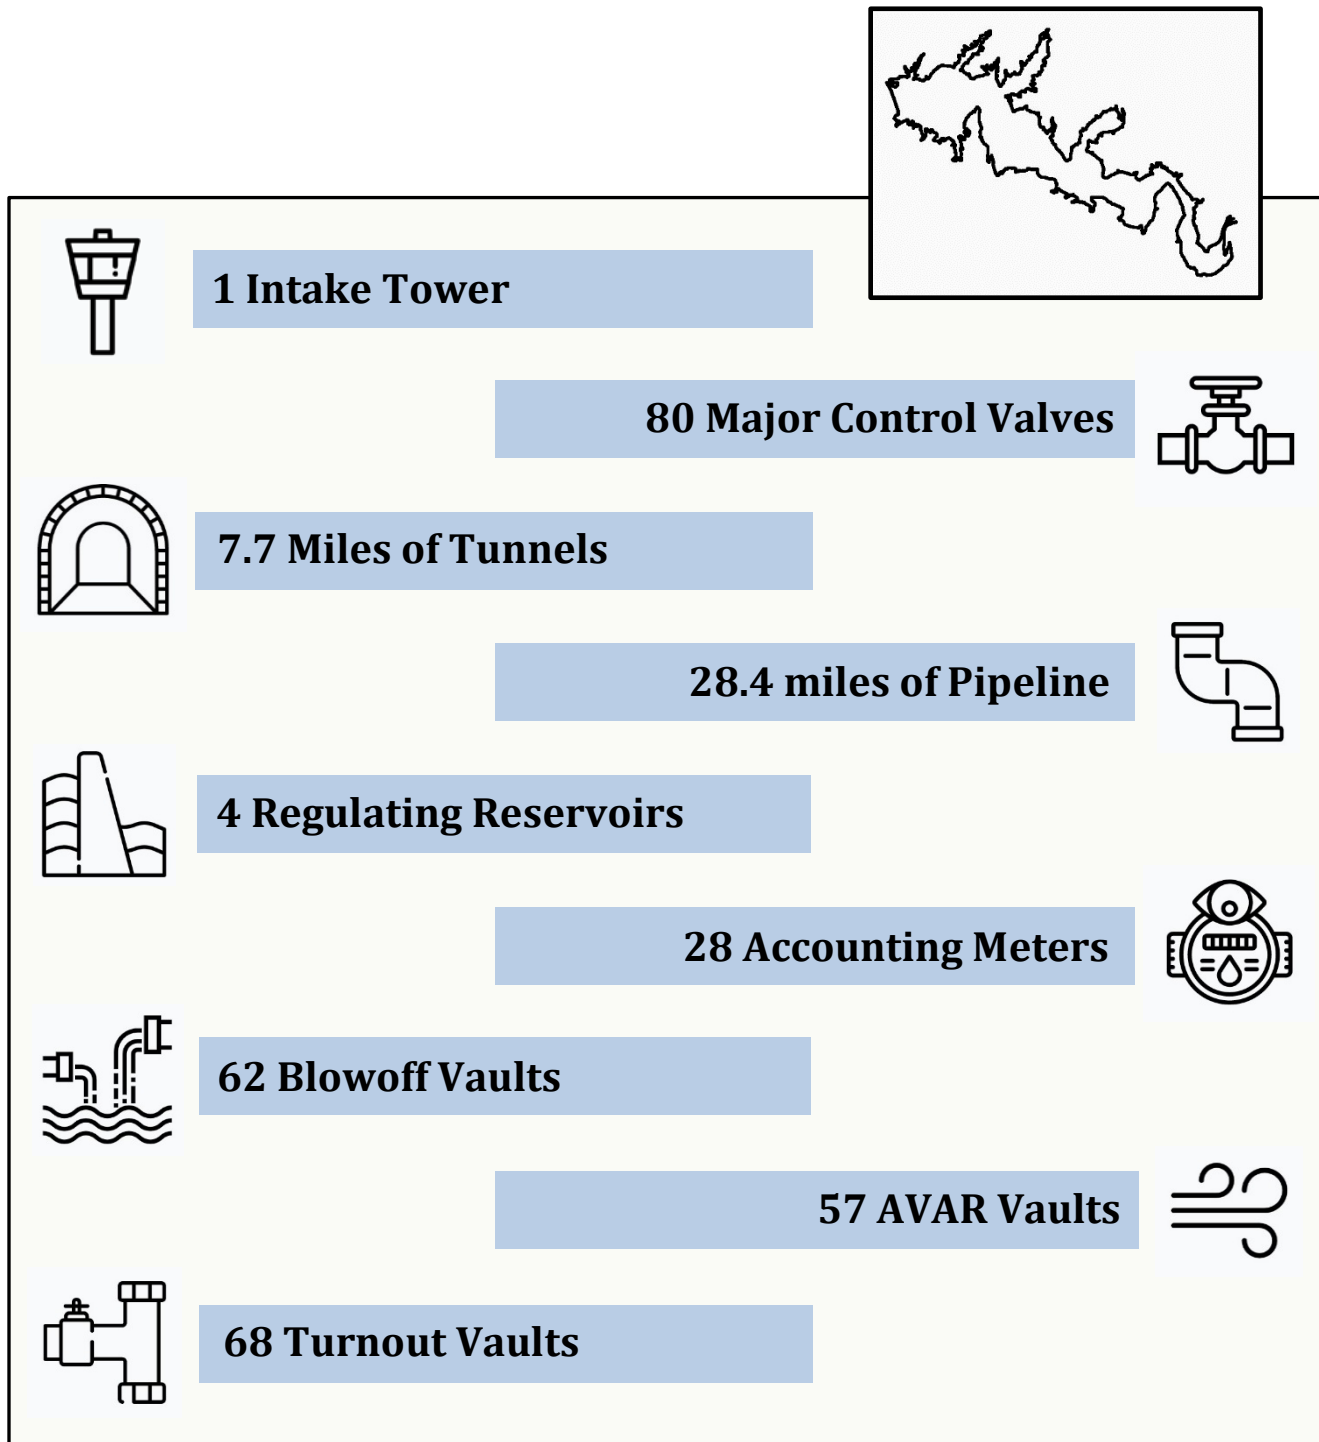 1 Intake Tower
80 Major Control Valves
7.7 Miles of Tunnels
28.4 miles of Pipeline
4 Regulating Reservoirs
28 Accounting Meters
62 Blowoff Vaults
57 AVAR Vaults
68 Turnout Vaults